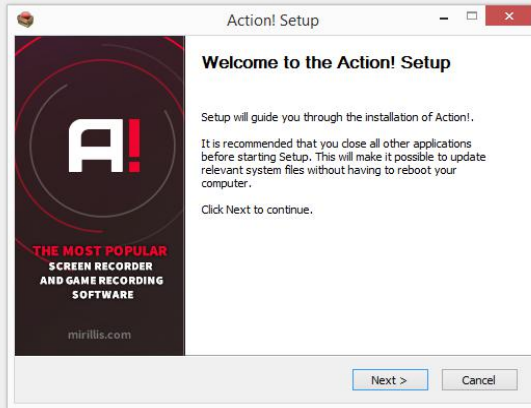 Action! Setup
Welcome to the Action! Setup
Setup will guide you through the installation of Action!.
It is recommended that you close all other applications
before starting Setup. This will make it possible to update
relevant system files without having to reboot your
computer.
Click Next to continue.
A!
THE MOST POPULAR
SCREEN RECORDER
AND GAME RECORDING
SOFTWARE
mirillis.com
Next >
Cancel